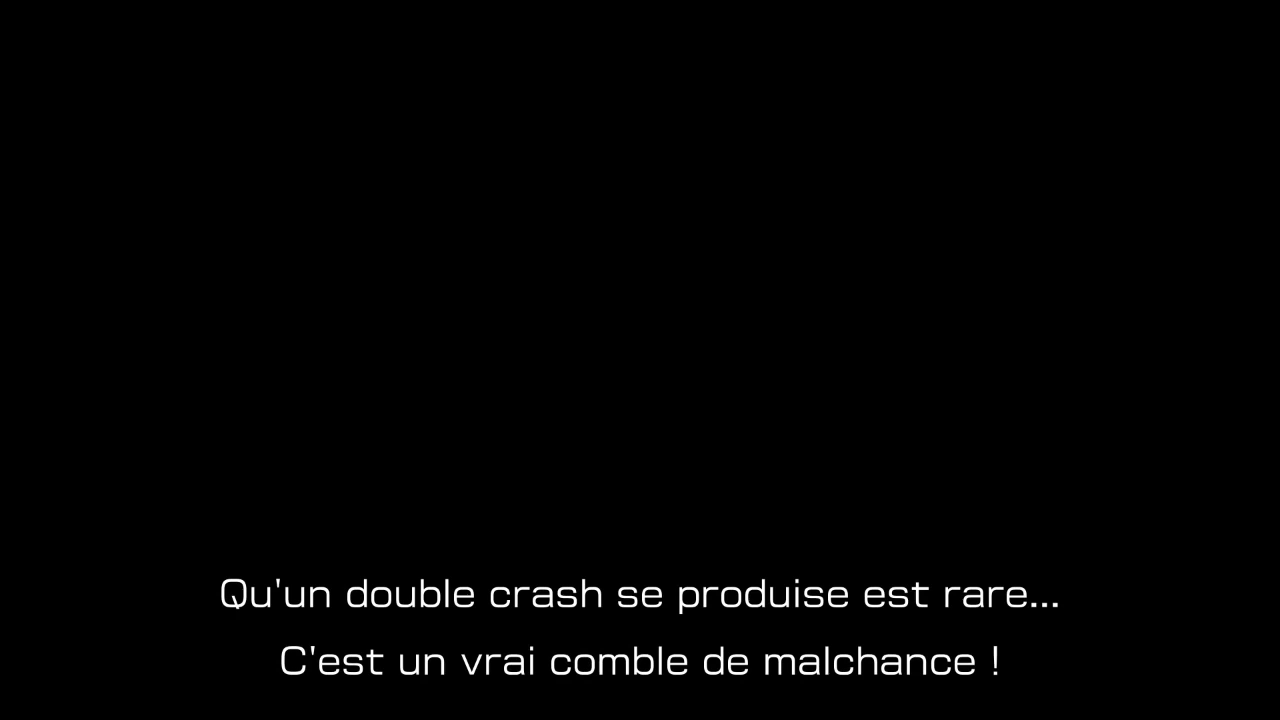 Qu'un double crash se produise est rare...
C'est un vrai comble de malchance !